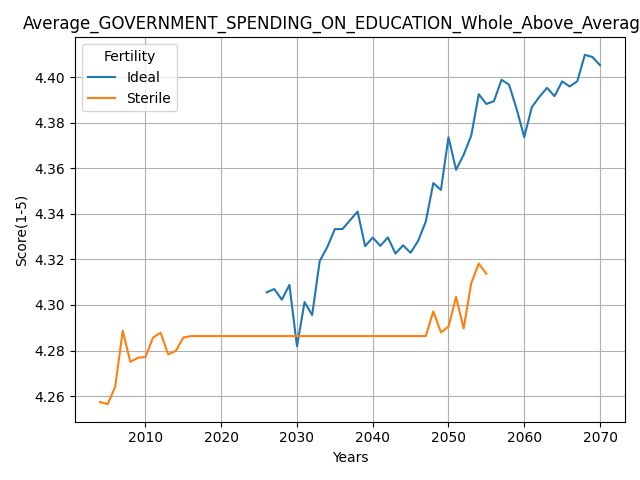 Average_GOVERNMENT_SPENDING_ON_EDUCATION_Whole_Above_Averag
Fertility
Ideal
Sterile
Score(1-5)
4.40
4.38
4.36
4.34
4.32
4.30
4.28
4.26
2010 2020 2030 2040 2050 2060 2070
Years